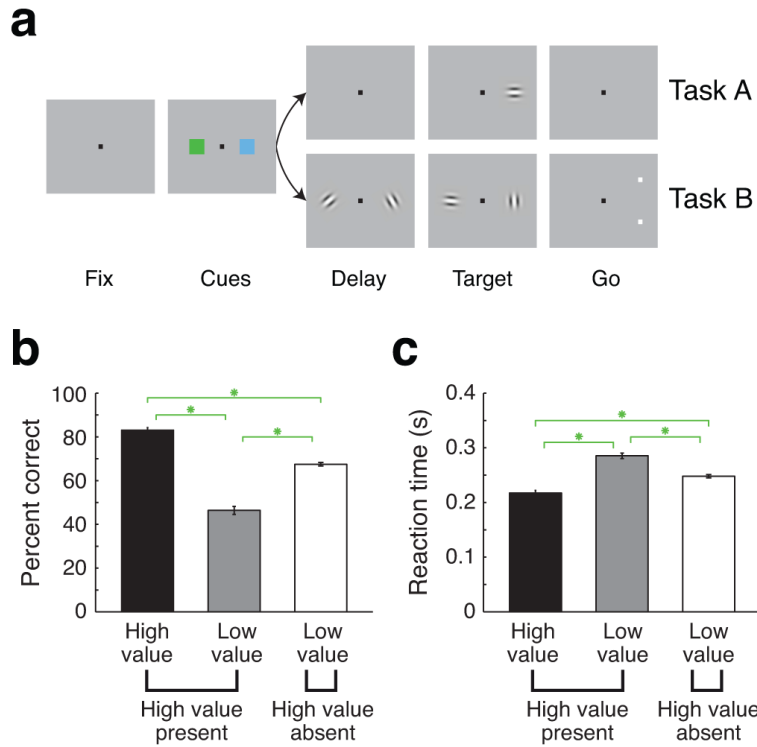 a
Task A
Task B
Fix
Cues
Delay
Target
Go
b
100
80
60
40
20
0
Percent correct
*
*
*
High value
Low value
Low value
High value present
High value absent
c
0.4
0.3
0.2
0.1
0
Reaction time (s)
*
*
*
High value
Low value
Low value
High value present
High value absent